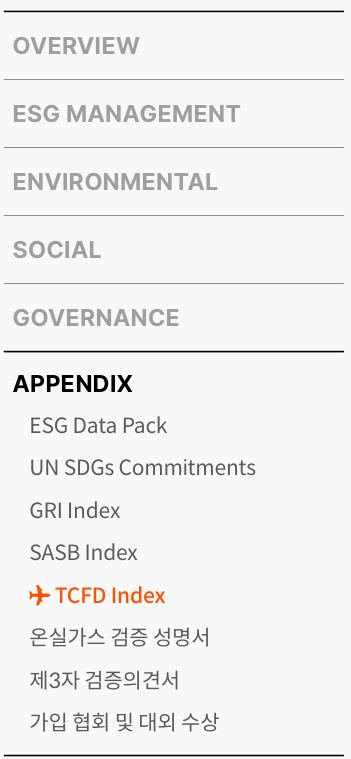 OVERVIEW
ESG MANAGEMENT
ENVIRONMENTAL
SOCIAL
GOVERNANCE
APPENDIX
ESG Data Pack
UN SDGs Commitments
GRI Index
SASB Index
TCFD Index
온실가스 검증 성명서
제3자 검증의견서
가입 협회 및 대외 수상